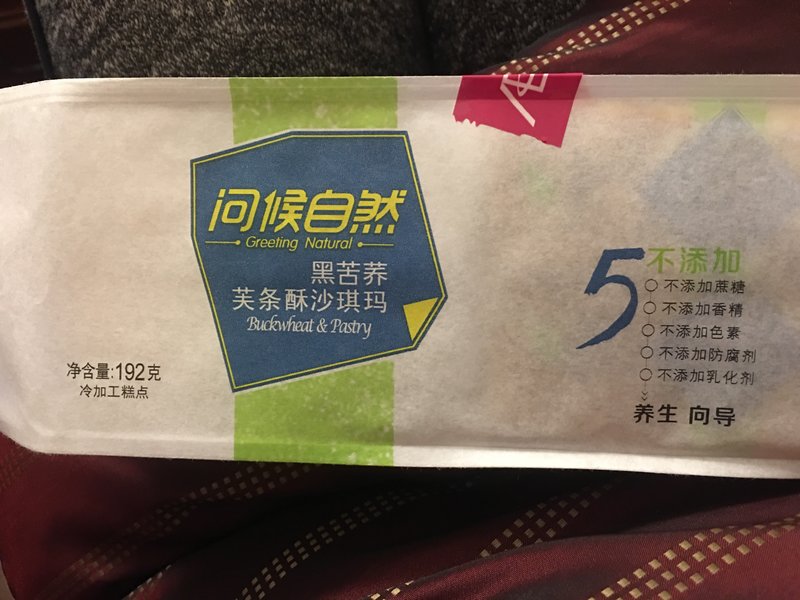 问候自然
Greeting Natural
黑苦荞
芙条酥沙琪玛
Buckwheat & Pastry
净含量:192克
冷加工糕点
5不添加
不添加蔗糖
不添加香精
不添加色素
不添加防腐剂
不添加乳化剂
养生 向导